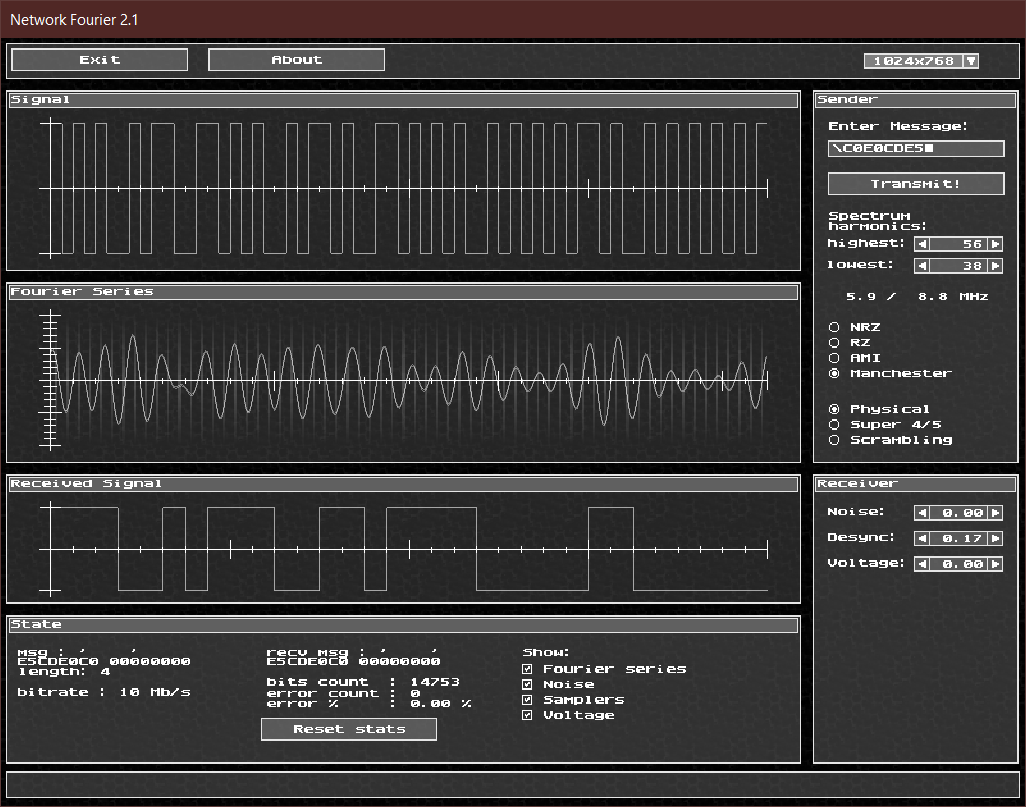 Network Fourier 2.1
Exit
About
1024x768
Signal
Sender
Enter Message:
\C0E0CDE5
Transmit!
Spectrum
harmonics:
highest: 56
lowest: 38
5.9 / 8.8 MHz
NRZ
RZ
AMI
Manchester
Physical
Super 4/5
Scrambling
Fourier Series
Received Signal
Receiver
Noise: 0.00
Desync: 0.17
Voltage: 0.00
State
msg : ' '
E5CDE0C0 00000000
length: 4
bitrate : 10 Mb/s
recv msg : ' '
E5CDE0C0 00000000
bits count : 14753
error count : 0
error % : 0.00 %
Reset stats
Show:
Fourier series
Noise
Samplers
Voltage